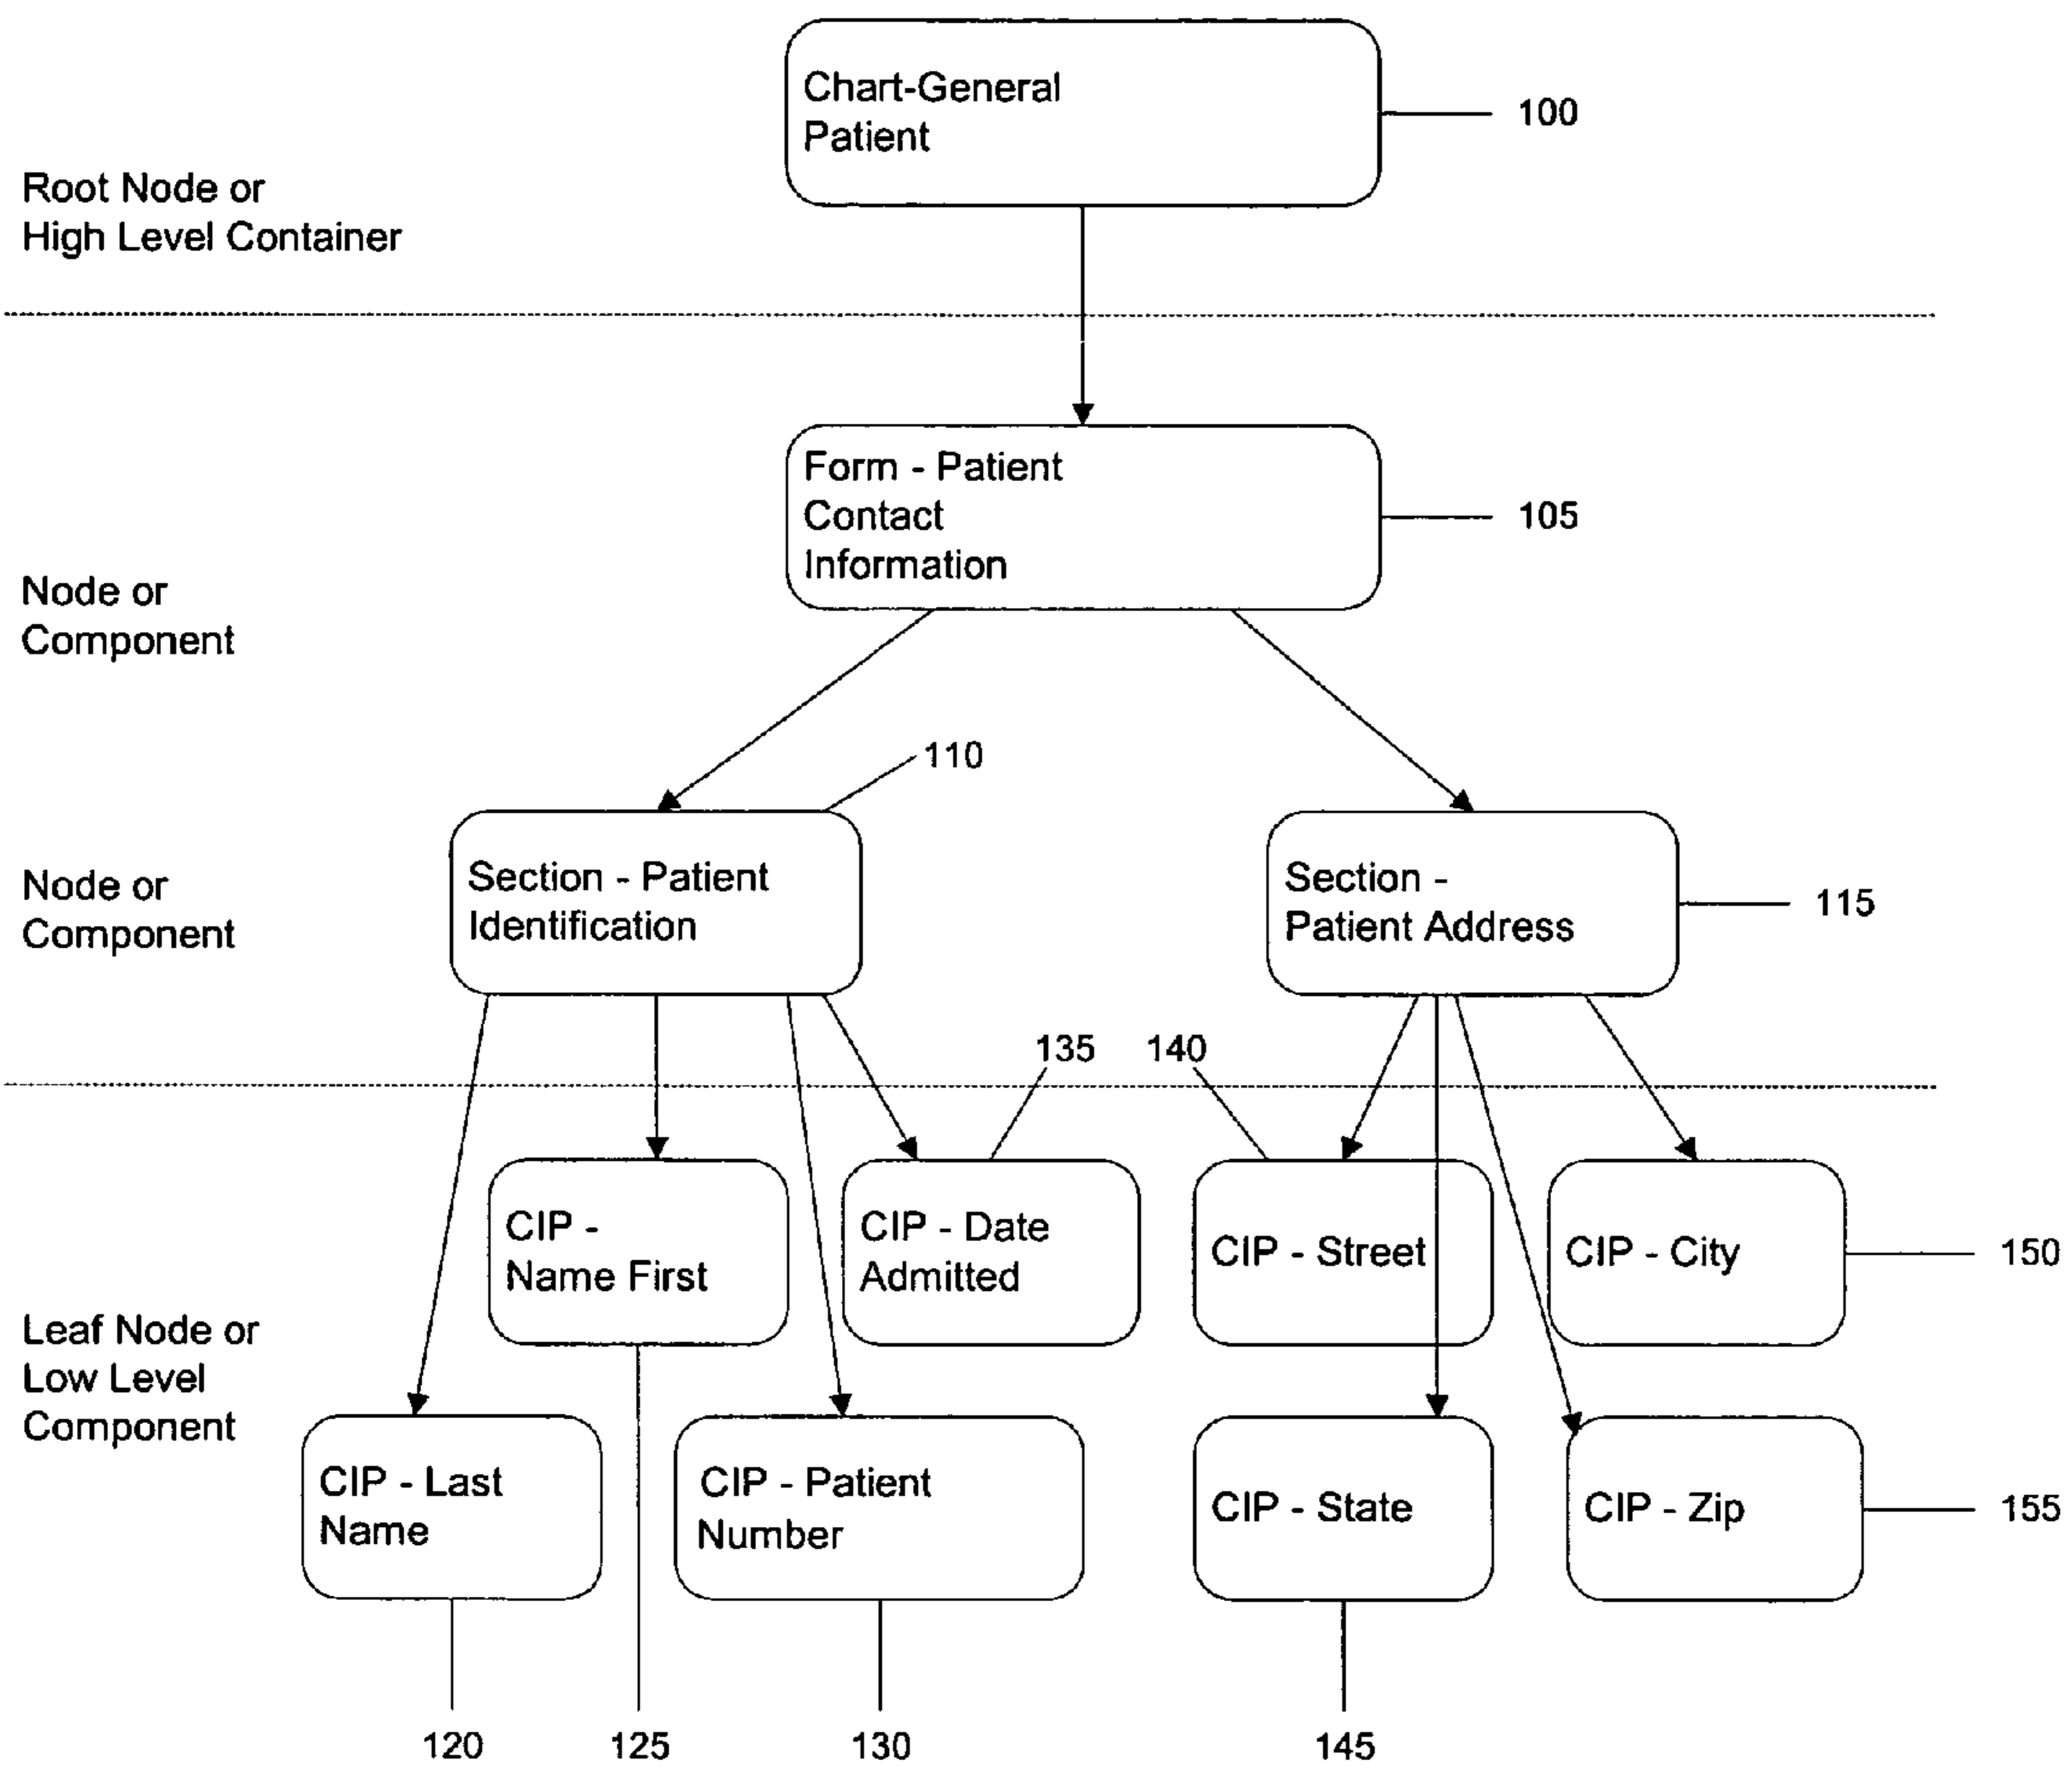 Chart-General
Patient
100
Root Node or
High Level Container
Form - Patient
Contact
Information
105
Node or
Component
110
Section - Patient
Identification
Section -
Patient Address
115
Node or
Component
135
140
CIP -
Name First
CIP - Date
Admitted
CIP - Street
CIP - City
150
Leaf Node or
Low Level
Component
CIP - Last
Name
CIP - Patient
Number
CIP - State
CIP - Zip
155
120
125
130
145